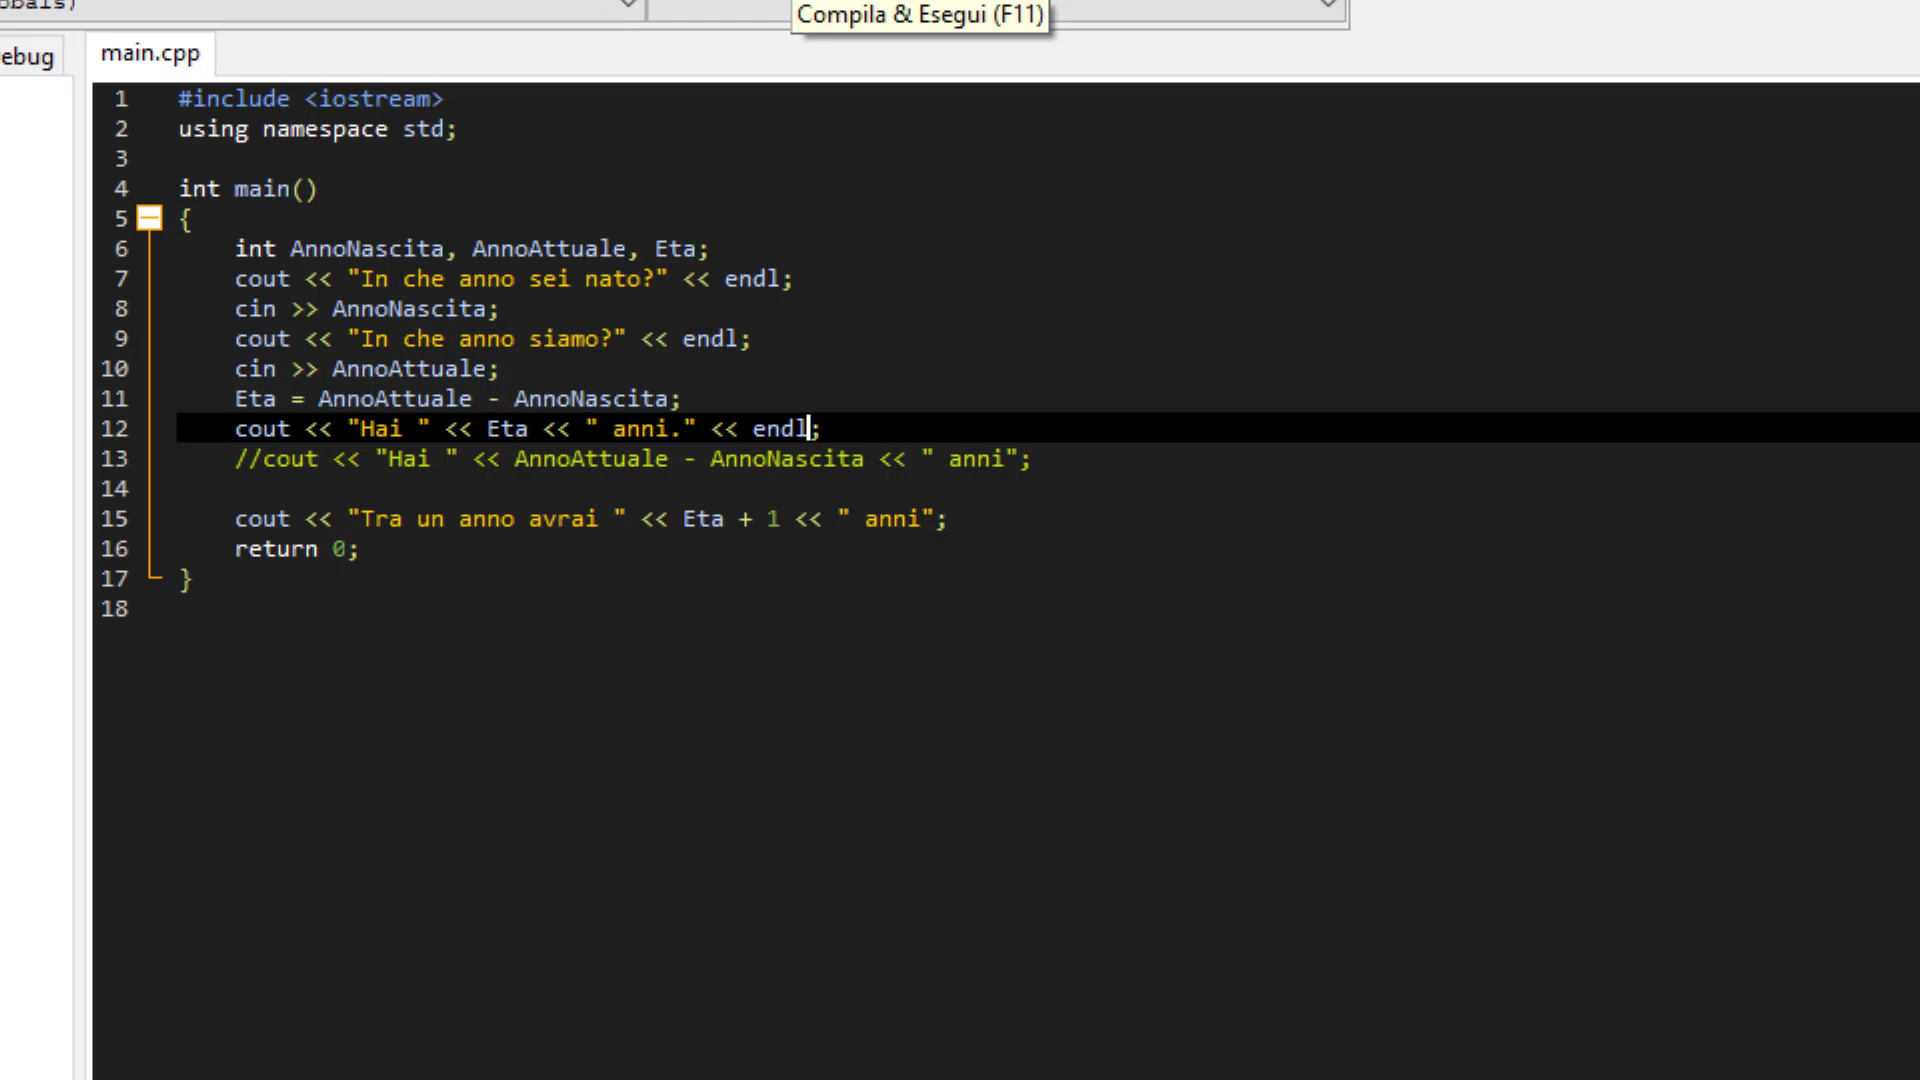 Compila & Esegui (F11)
main.cpp
1 #include <iostream>
2 using namespace std;
3
4 int main()
5 {
6 int AnnoNascita, AnnoAttuale, Eta;
7 cout << "In che anno sei nato?" << endl;
8 cin >> AnnoNascita;
9 cout << "In che anno siamo?" << endl;
10 cin >> AnnoAttuale;
11 Eta = AnnoAttuale - AnnoNascita;
12 cout << "Hai " << Eta << " anni." << endl;
13 //cout << "Hai " << AnnoAttuale - AnnoNascita << " anni";
14
15 cout << "Tra un anno avrai " << Eta + 1 << " anni";
16 return 0;
17 }
18